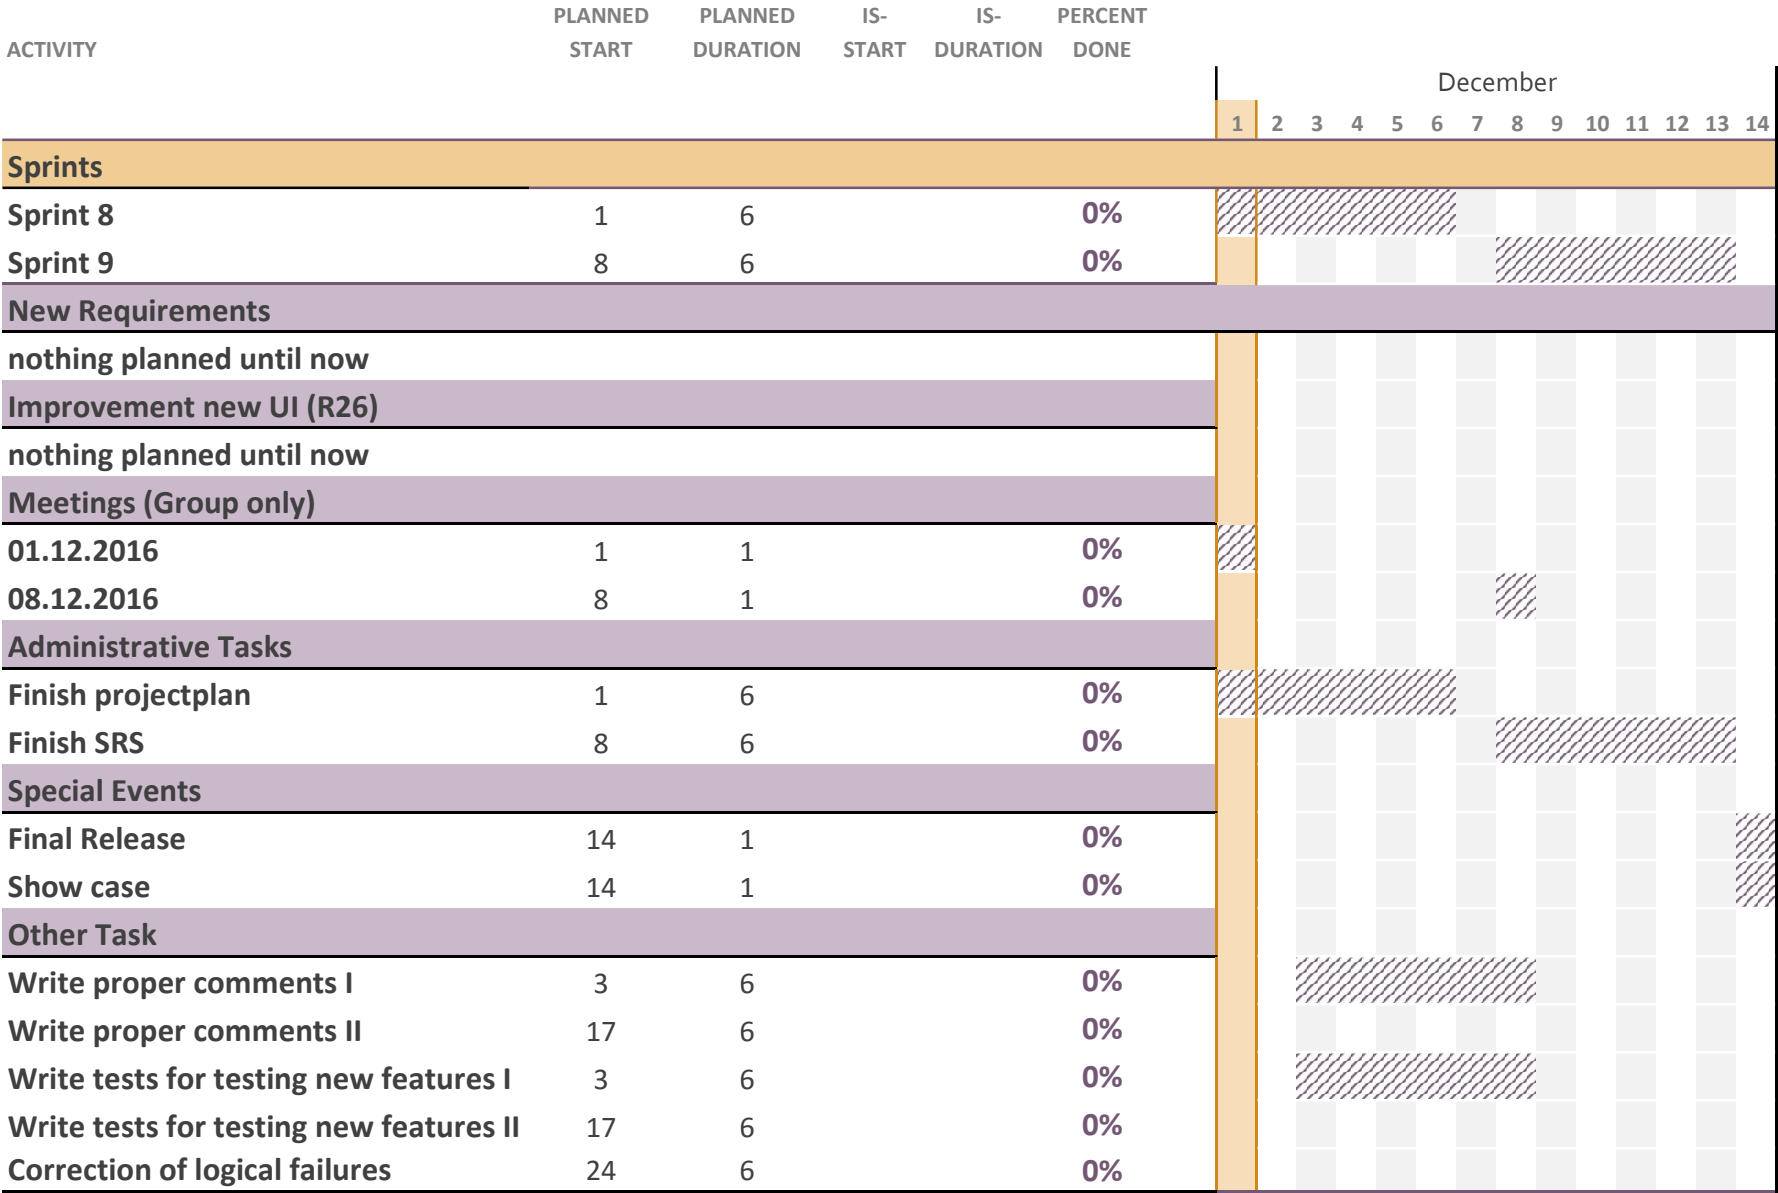 ACTIVITY PLANNED START PLANNED DURATION IS-START IS-DURATION PERCENT DONE
December
1 2 3 4 5 6 7 8 9 10 11 12 13 14
Sprints
Sprint 8 1 6 0%
Sprint 9 8 6 0%
New Requirements
nothing planned until now
Improvement new UI (R26)
nothing planned until now
Meetings (Group only)
01.12.2016 1 1 0%
08.12.2016 8 1 0%
Administrative Tasks
Finish projectplan 1 6 0%
Finish SRS 8 6 0%
Special Events
Final Release 14 1 0%
Show case 14 1 0%
Other Task
Write proper comments I 3 6 0%
Write proper comments II 17 6 0%
Write tests for testing new features I 3 6 0%
Write tests for testing new features II 17 6 0%
Correction of logical failures 24 6 0%